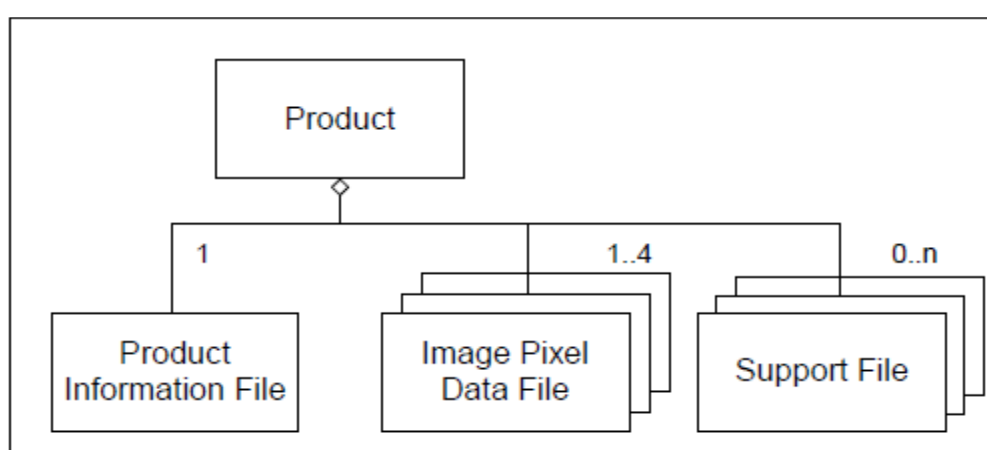 Product
1
1..4
0..n
Product
Information File
Image Pixel
Data File
Support File